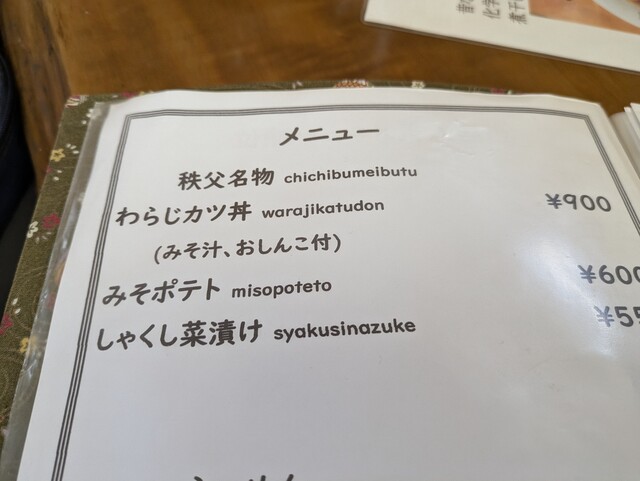 メニュー
秩父名物 chichibumeibutu
わらじカツ丼 warajikatudon ¥900
(みそ汁、おしんこ付)
みそポテト misopoteto ¥600
しゃくし菜漬け syakusinazuke ¥55